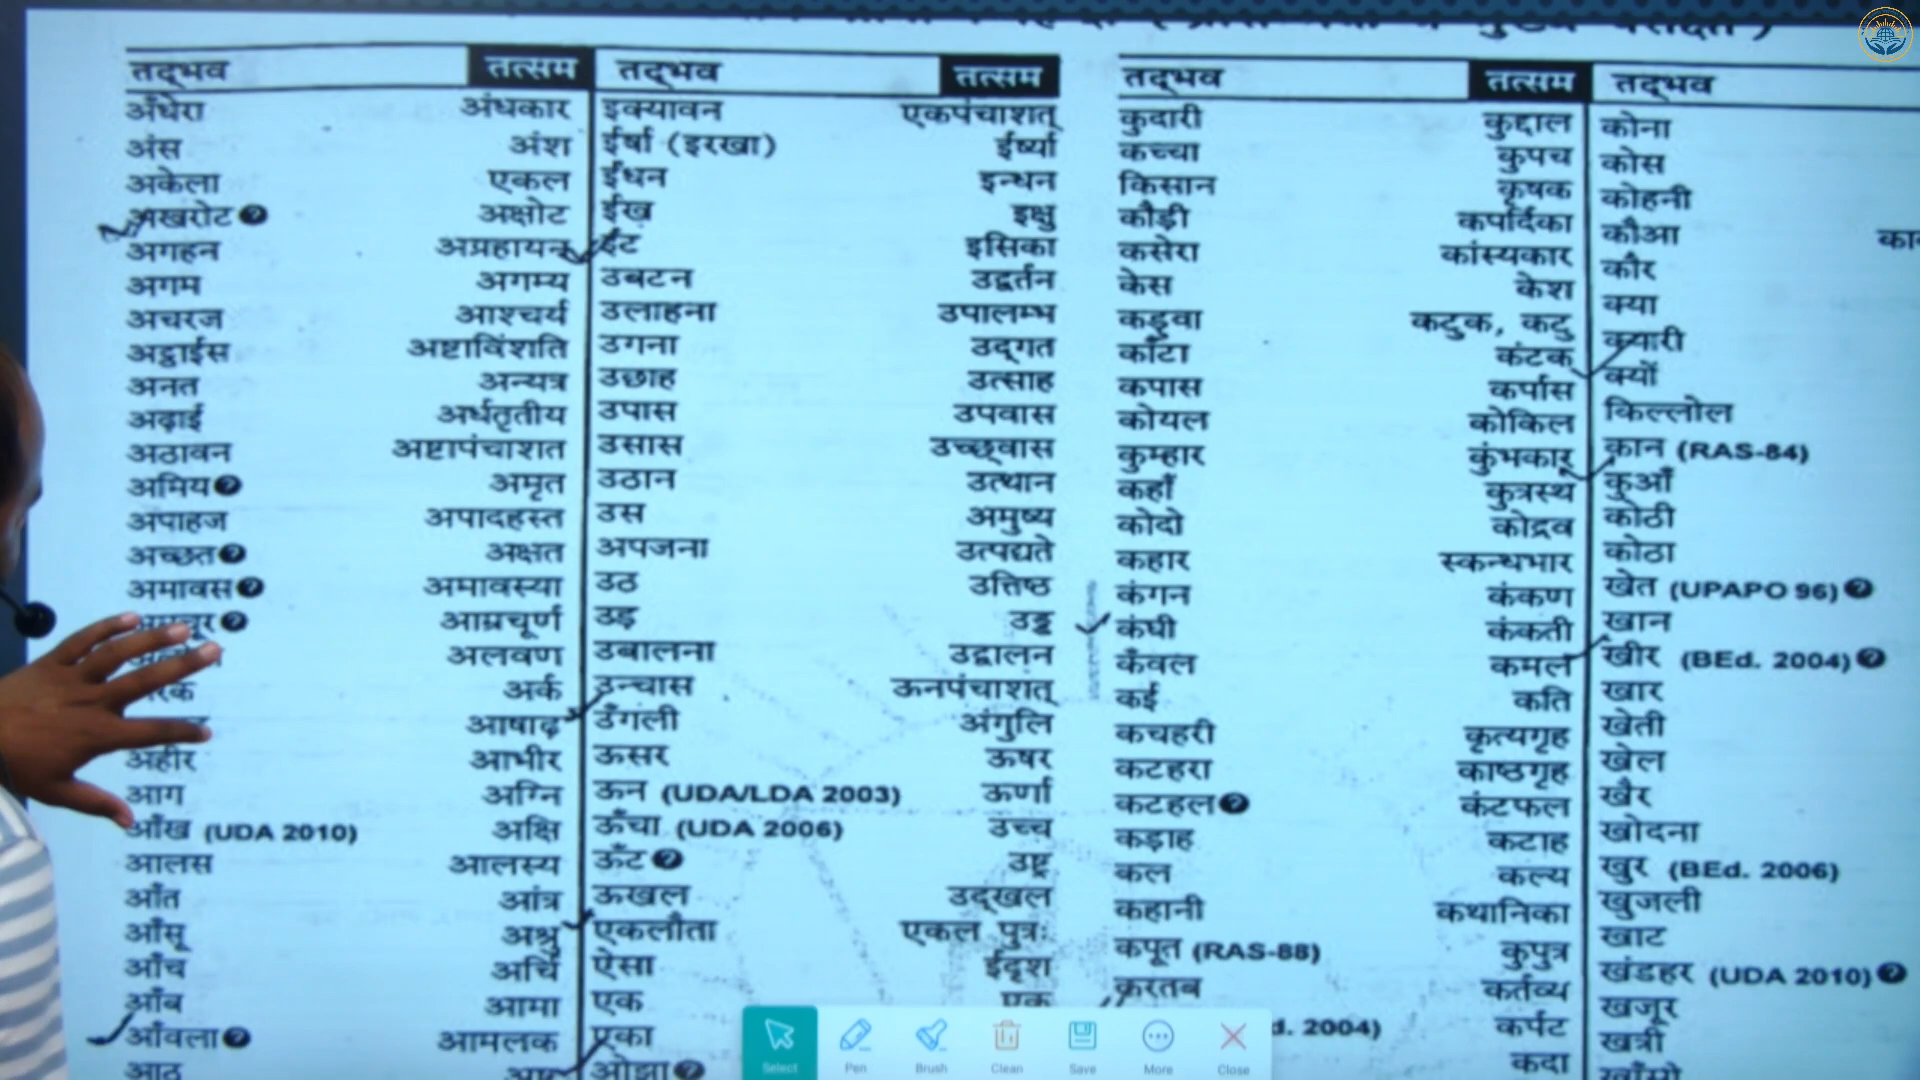 तद्भव तत्सम
अँधेरा अंधकार
अंस अंश
अकेला एकल
अखरोट अक्षोट
अगहन अग्रहायन
अगम अगम्य
अचरज आश्चर्य
अट्ठाईस अष्टाविंशति
अनत अन्यत्र
अढ़ाई अर्धतृतीय
अठावन अष्टापंचाशत
अमिय अमृत
अपाहज अपादहस्त
अच्छत अक्षत
अमावस अमावस्या
आम्रचूर्ण
अलवण
अर्क
आषाढ़
अहीर आभीर
आग अग्नि
आँख (UDA 2010) अक्षि
आलस आलस्य
आँत आंत्र
आँसू अश्रु
आँच अर्चि
आँब आमा
आँवला आमलक
आठ
तद्भव तत्सम
इक्यावन एकपंचाशत्
ईर्षा (इरखा) ईर्ष्या
ईंधन इन्धन
ईख इक्षु
ईंट इसिका
उबटन उद्वर्तन
उलाहना उपालम्भ
उगना उद्गत
उछाह उत्साह
उपास उपवास
उसास उच्छ्वास
उठान उत्थान
उस अमुष्य
अपजना उत्पद्यते
उठ उत्तिष्ठ
उड़ उड्ड
उबालना उद्वालन
उन्चास ऊनपंचाशत्
उँगली अंगुलि
ऊसर ऊषर
ऊन (UDA/LDA 2003) ऊर्णा
ऊँचा (UDA 2006) उच्च
ऊँट उष्ट्र
ऊखल उद्खल
एकलौता एकल पुत्रः
ऐसा ईदृश
एक एक
एका
ओझा
तद्भव तत्सम
कुदारी कुद्दाल
कच्चा कुपच
किसान कृषक
कौड़ी कपर्दिका
कसेरा कांस्यकार
केस केश
कडुवा कटुक, कटु
काँटा कंटक
कपास कर्पास
कोयल कोकिल
कुम्हार कुंभकार
कहाँ कुत्रस्थ
कोदो कोद्रव
कहार स्कन्धभार
कंगन कंकण
कंघी कंकती
कँवल कमल
कई कति
कचहरी कृत्यगृह
कटहरा काष्ठगृह
कटहल कंटफल
कड़ाह कटाह
कल कल्य
कहानी कथानिका
कपूत (RAS-88) कुपुत्र
करतब कर्तव्य
2004) कर्पट
कदा
तद्भव
कोना
कोस
कोहनी
कौआ
कौर
क्या
क्यारी
क्यों
किल्लोल
कान (RAS-84)
कुआँ
कोठी
कोठा
खेत (UPAPO 96)
खान
खीर (BEd. 2004)
खार
खेती
खेल
खैर
खोदना
खुर (BEd. 2006)
खुजली
खाट
खंडहर (UDA 2010)
खजूर
खत्री
Select Pen Brush Clean Save More Close